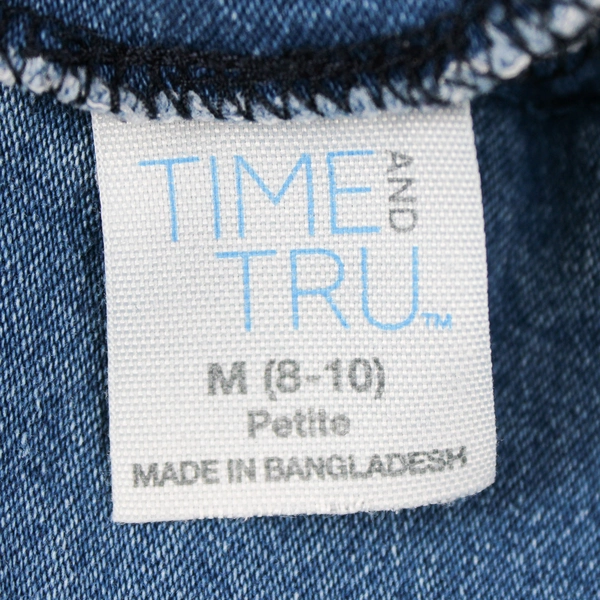 TIME AND
TRU™
M (8-10)
Petite
MADE IN BANGLADESH